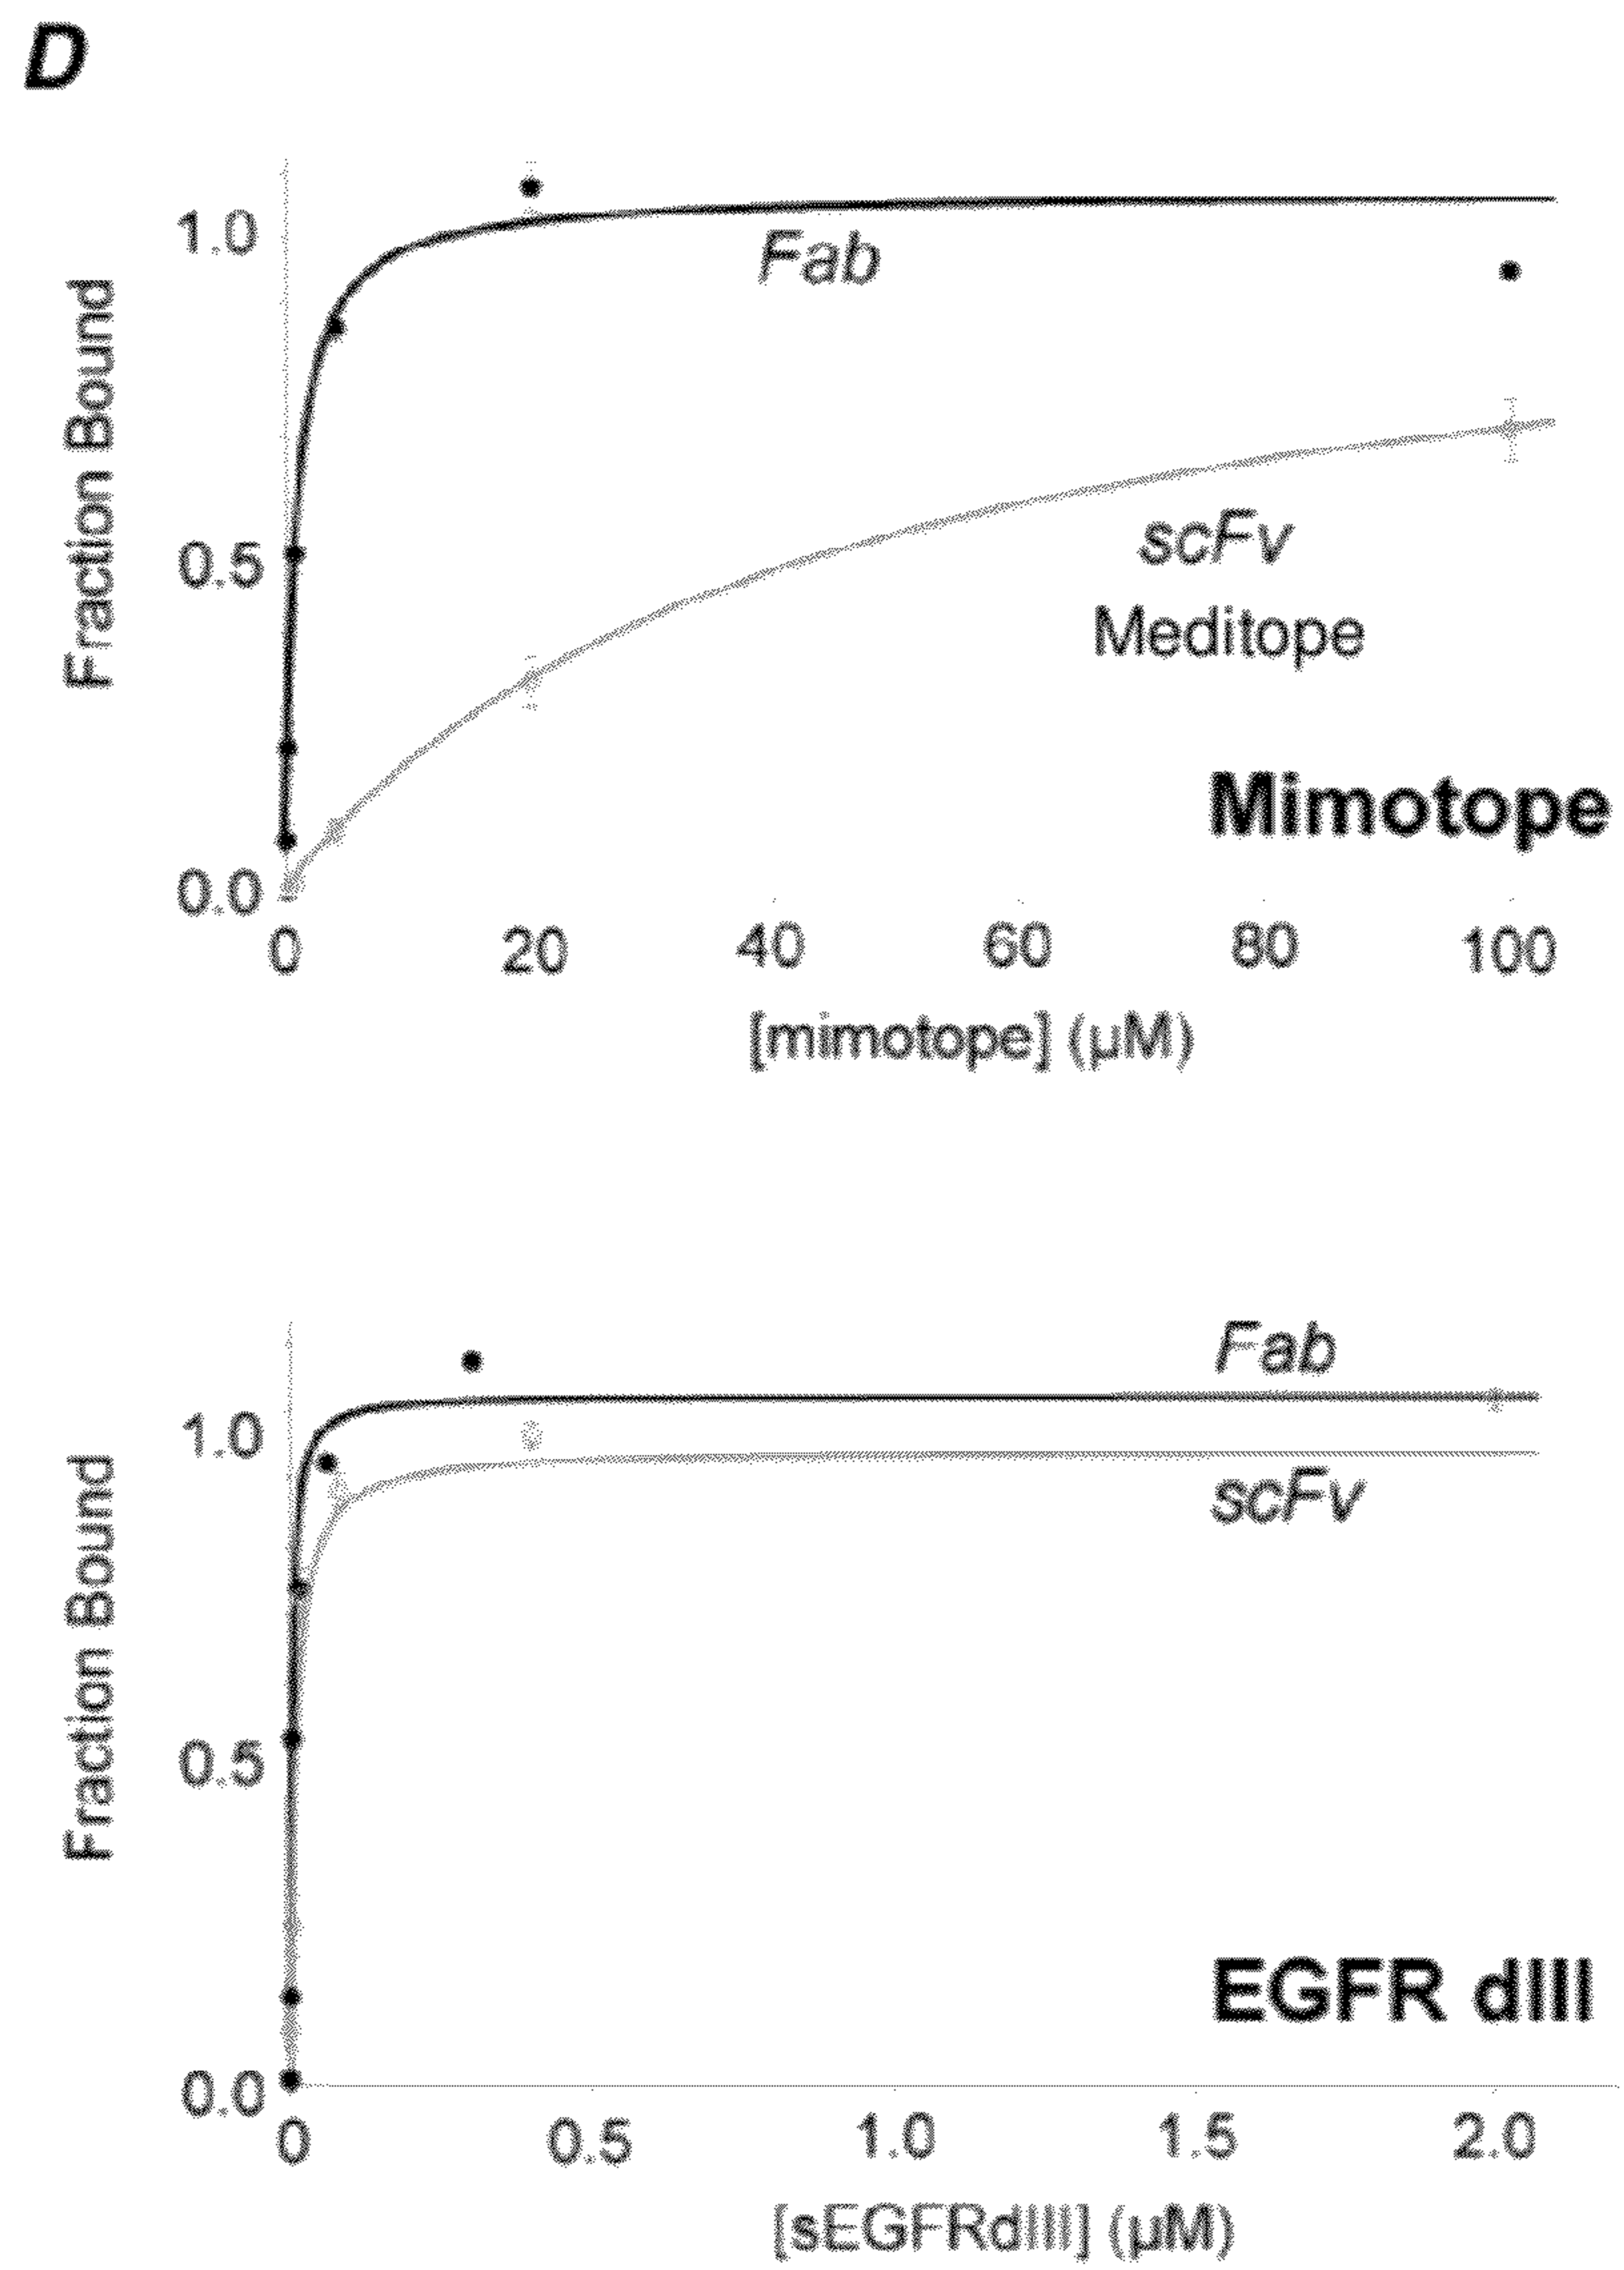 D
1.0
Fab
Fraction Bound
0.5
scFv
Meditope
Mimotope
0.0
0 20 40 60 80 100
[mimotope] (µM)
Fab
1.0
scFv
Fraction Bound
0.5
EGFR dIII
0.0
0 0.5 1.0 1.5 2.0
[sEGFRdIII] (µM)